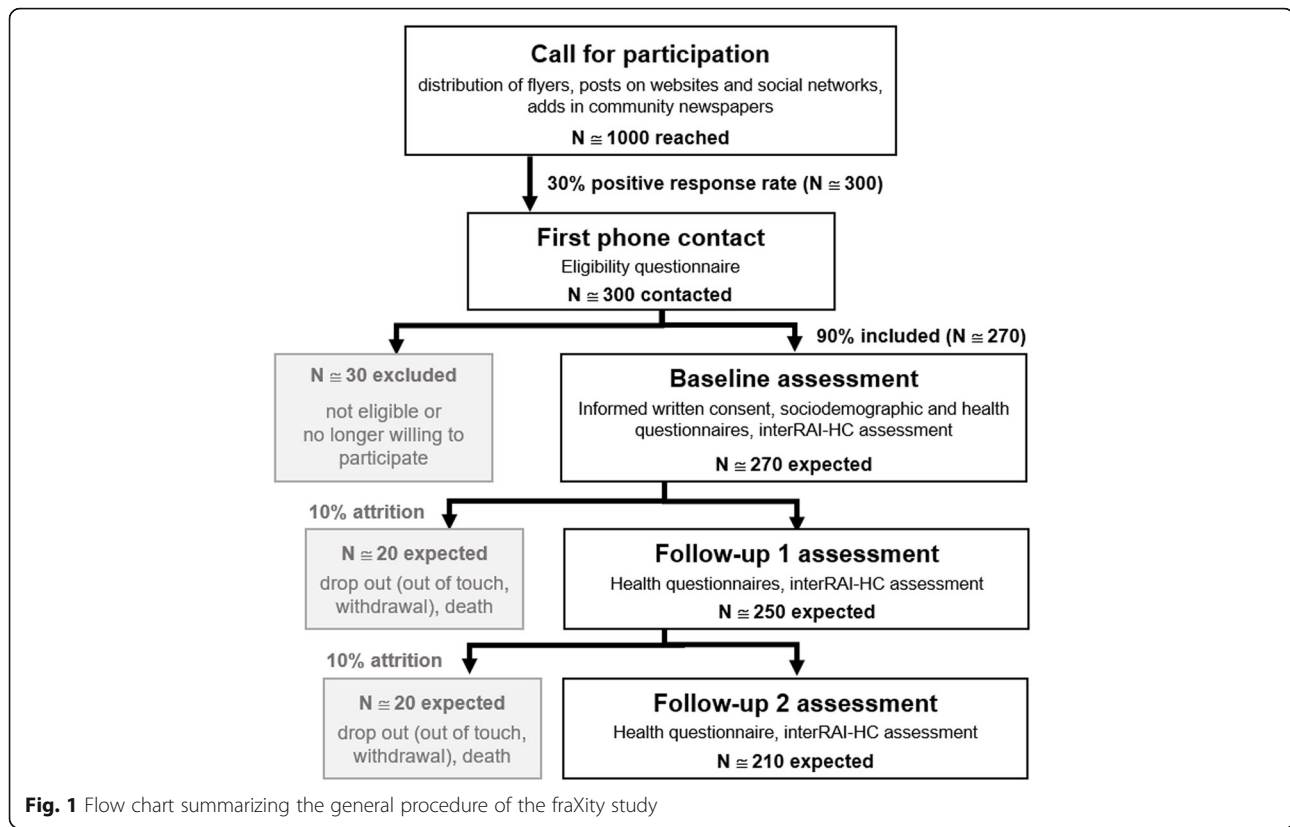 Call for participation
distribution of flyers, posts on websites and social networks,
adds in community newspapers
N ≅ 1000 reached
30% positive response rate (N ≅ 300)
First phone contact
Eligibility questionnaire
N ≅ 300 contacted
90% included (N ≅ 270)
N ≅ 30 excluded
not eligible or
no longer willing to
participate
Baseline assessment
Informed written consent, sociodemographic and health
questionnaires, interRAI-HC assessment
N ≅ 270 expected
10% attrition
N ≅ 20 expected
drop out (out of touch,
withdrawal), death
Follow-up 1 assessment
Health questionnaires, interRAI-HC assessment
N ≅ 250 expected
10% attrition
N ≅ 20 expected
drop out (out of touch,
withdrawal), death
Follow-up 2 assessment
Health questionnaire, interRAI-HC assessment
N ≅ 210 expected
Fig. 1 Flow chart summarizing the general procedure of the fraXity study